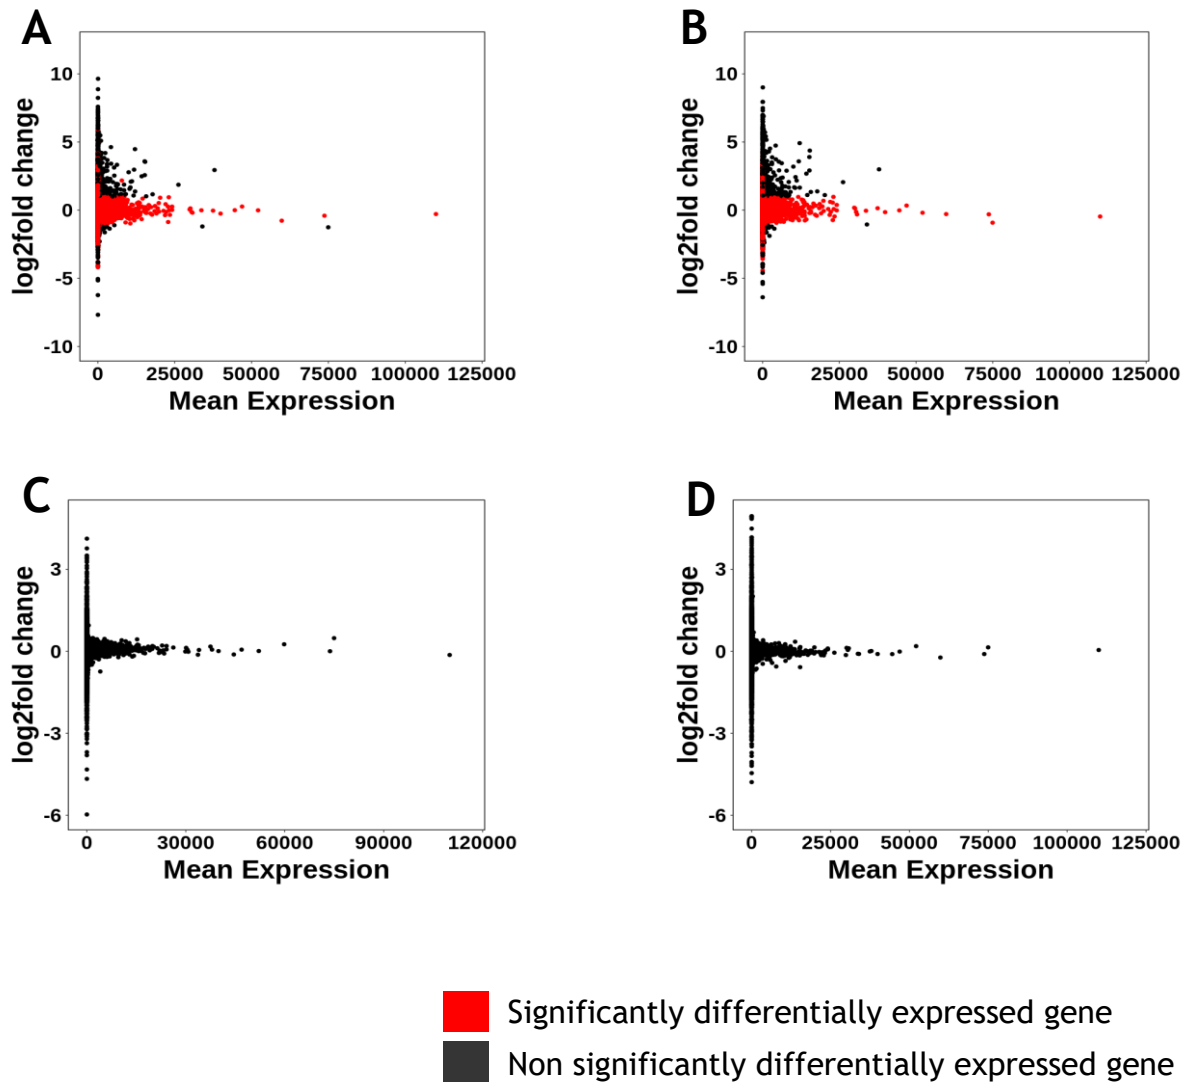 A
B
10
5
0
-5
-10
log2fold change
0 25000 50000 75000 100000 125000
Mean Expression
10
5
0
-5
-10
log2fold change
0 25000 50000 75000 100000 125000
Mean Expression
C
D
3
0
-3
-6
log2fold change
0 30000 60000 90000 120000
Mean Expression
3
0
-3
-6
log2fold change
0 25000 50000 75000 100000 125000
Mean Expression
Significantly differentially expressed gene
Non significantly differentially expressed gene